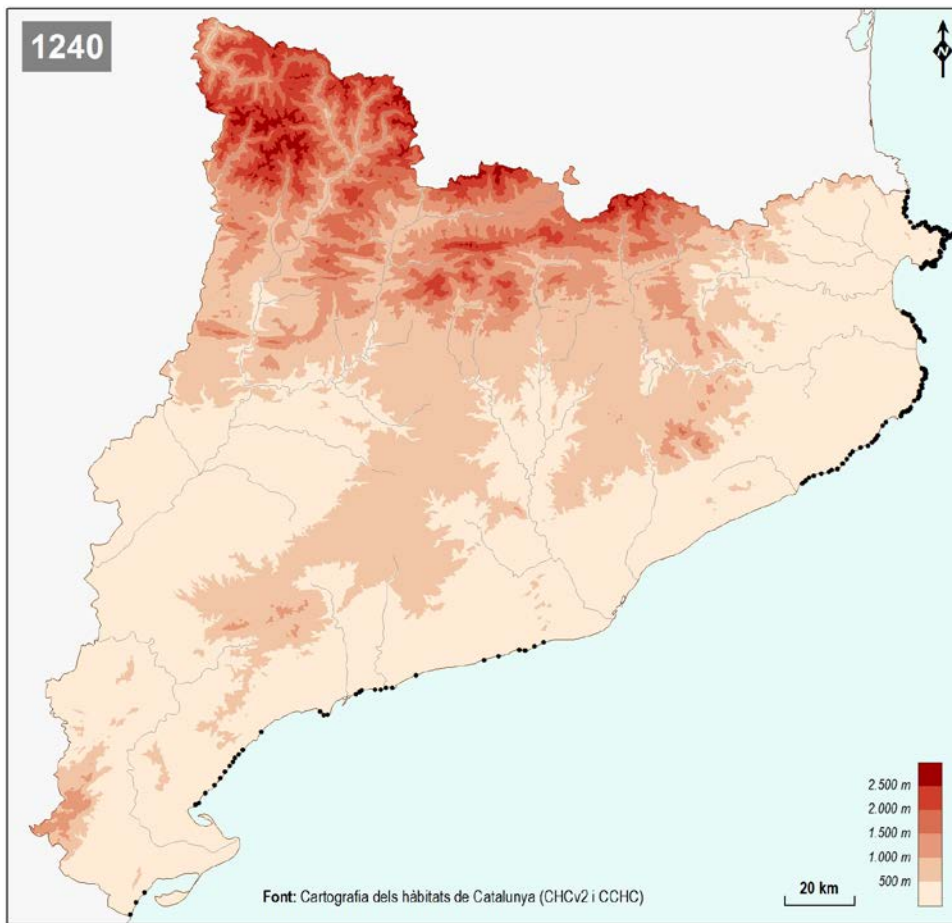 1240
N
2.500 m
2.000 m
1.500 m
1.000 m
500 m
20 km
Font: Cartografia dels hàbitats de Catalunya (CHCv2 i CCHC)